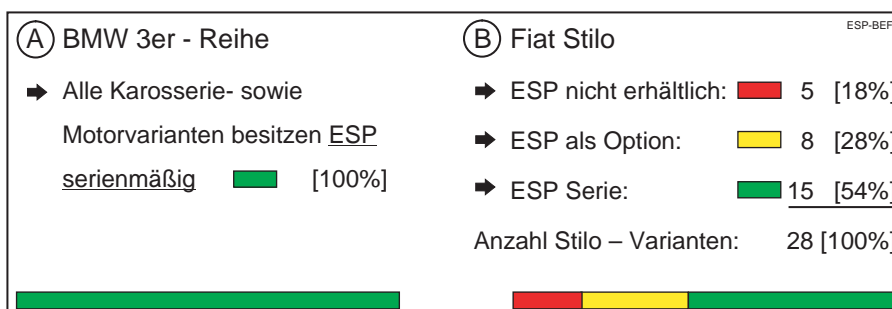 A BMW 3er - Reihe
➔ Alle Karosserie- sowie
Motorvarianten besitzen ESP
serienmäßig [100%]
B Fiat Stilo
ESP-BEF
➔ ESP nicht erhältlich: 5 [18%]
➔ ESP als Option: 8 [28%]
➔ ESP Serie: 15 [54%]
Anzahl Stilo – Varianten: 28 [100%]